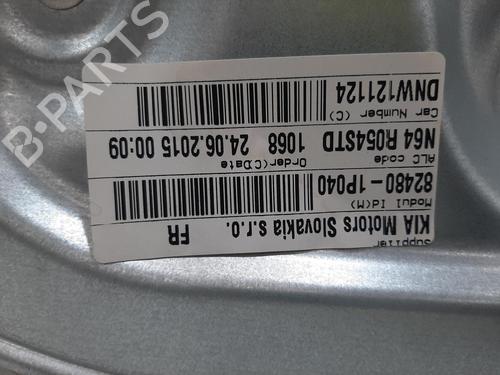 Supplier
KIA Motors Slovakia s.r.o. FR
Modul Id(M)
82480-1P040
ALC code Order(C)Date
N64 R054STD 1068 24.06.2015 00:09
Car Number (C)
DNW121124
B-PARTS
B-PARTS